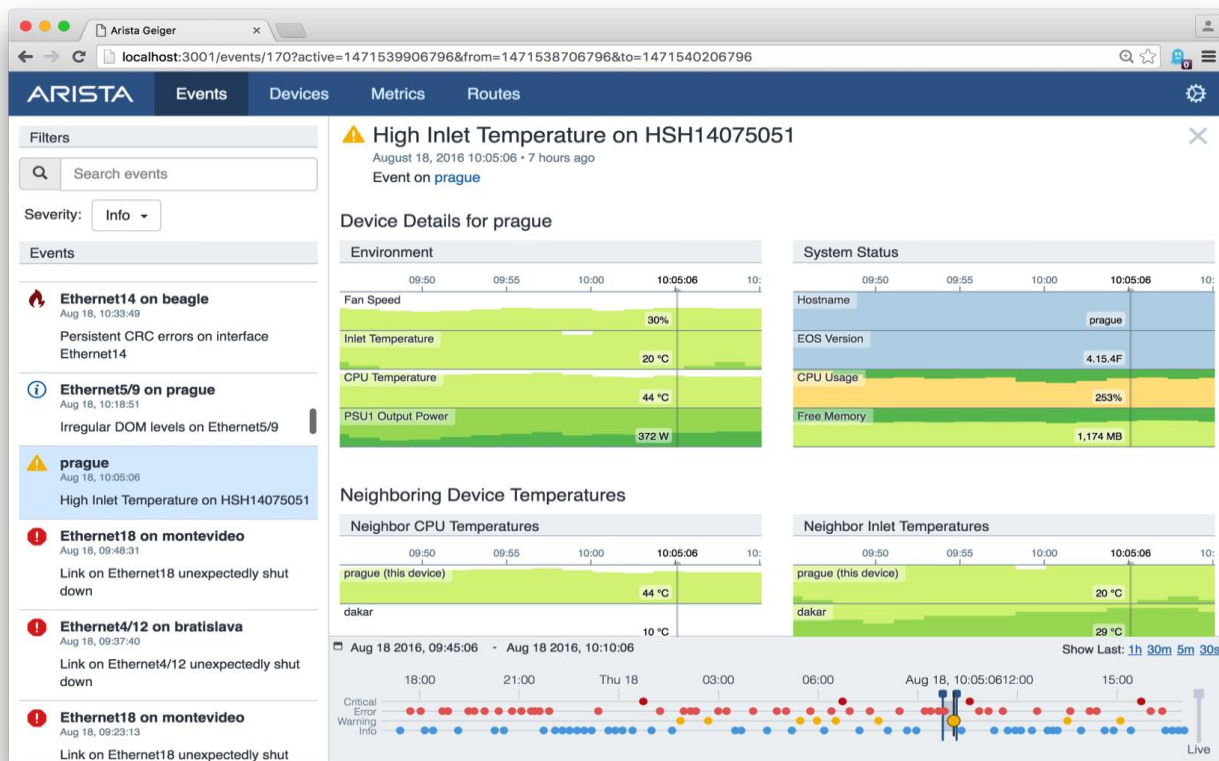 Arista Geiger
localhost:3001/events/170?active=1471539906796&from=1471538706796&to=1471540206796
0
ARISTA
Events
Devices
Metrics
Routes
Filters
Search events
Severity: Info
Events
Ethernet14 on beagle
Aug 18, 10:33:49
Persistent CRC errors on interface
Ethernet14
Ethernet5/9 on prague
Aug 18, 10:18:51
Irregular DOM levels on Ethernet5/9
prague
Aug 18, 10:05:06
High Inlet Temperature on HSH14075051
Ethernet18 on montevideo
Aug 18, 09:48:31
Link on Ethernet18 unexpectedly shut
down
Ethernet4/12 on bratislava
Aug 18, 09:37:40
Link on Ethernet4/12 unexpectedly shut
down
Ethernet18 on montevideo
Aug 18, 09:23:13
Link on Ethernet18 unexpectedly shut
High Inlet Temperature on HSH14075051
August 18, 2016 10:05:06 • 7 hours ago
Event on prague
Device Details for prague
Environment
09:50 09:55 10:00 10:05:06 10:
Fan Speed
30%
Inlet Temperature
20 °C
CPU Temperature
44 °C
PSU1 Output Power
372 W
System Status
09:50 09:55 10:00 10:05:06 10:
Hostname
prague
EOS Version
4.15.4F
CPU Usage
253%
Free Memory
1,174 MB
Neighboring Device Temperatures
Neighbor CPU Temperatures
09:50 09:55 10:00 10:05:06 10:
prague (this device)
44 °C
dakar
10 °C
Neighbor Inlet Temperatures
09:50 09:55 10:00 10:05:06 10:
prague (this device)
20 °C
dakar
29 °C
Aug 18 2016, 09:45:06 - Aug 18 2016, 10:10:06
Show Last: 1h 30m 5m 30s
18:00 21:00 Thu 18 03:00 06:00 Aug 18, 10:05:06 12:00 15:00
Critical
Error
Warning
Info
Live